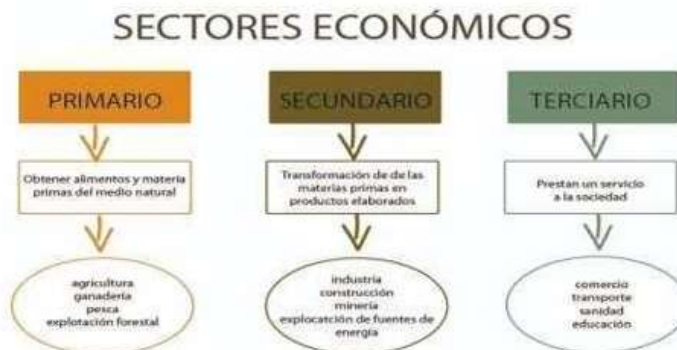 SECTORES ECONÓMICOS
PRIMARIO
Obtener alimentos y materia
primas del medio natural
agricultura
ganadería
pesca
explotación forestal
SECUNDARIO
Transformación de de las
materias primas en
productos elaborados
industria
construcción
minería
explocatción de fuentes de
energía
TERCIARIO
Prestan un servicio
a la sociedad
comercio
transporte
sanidad
educación